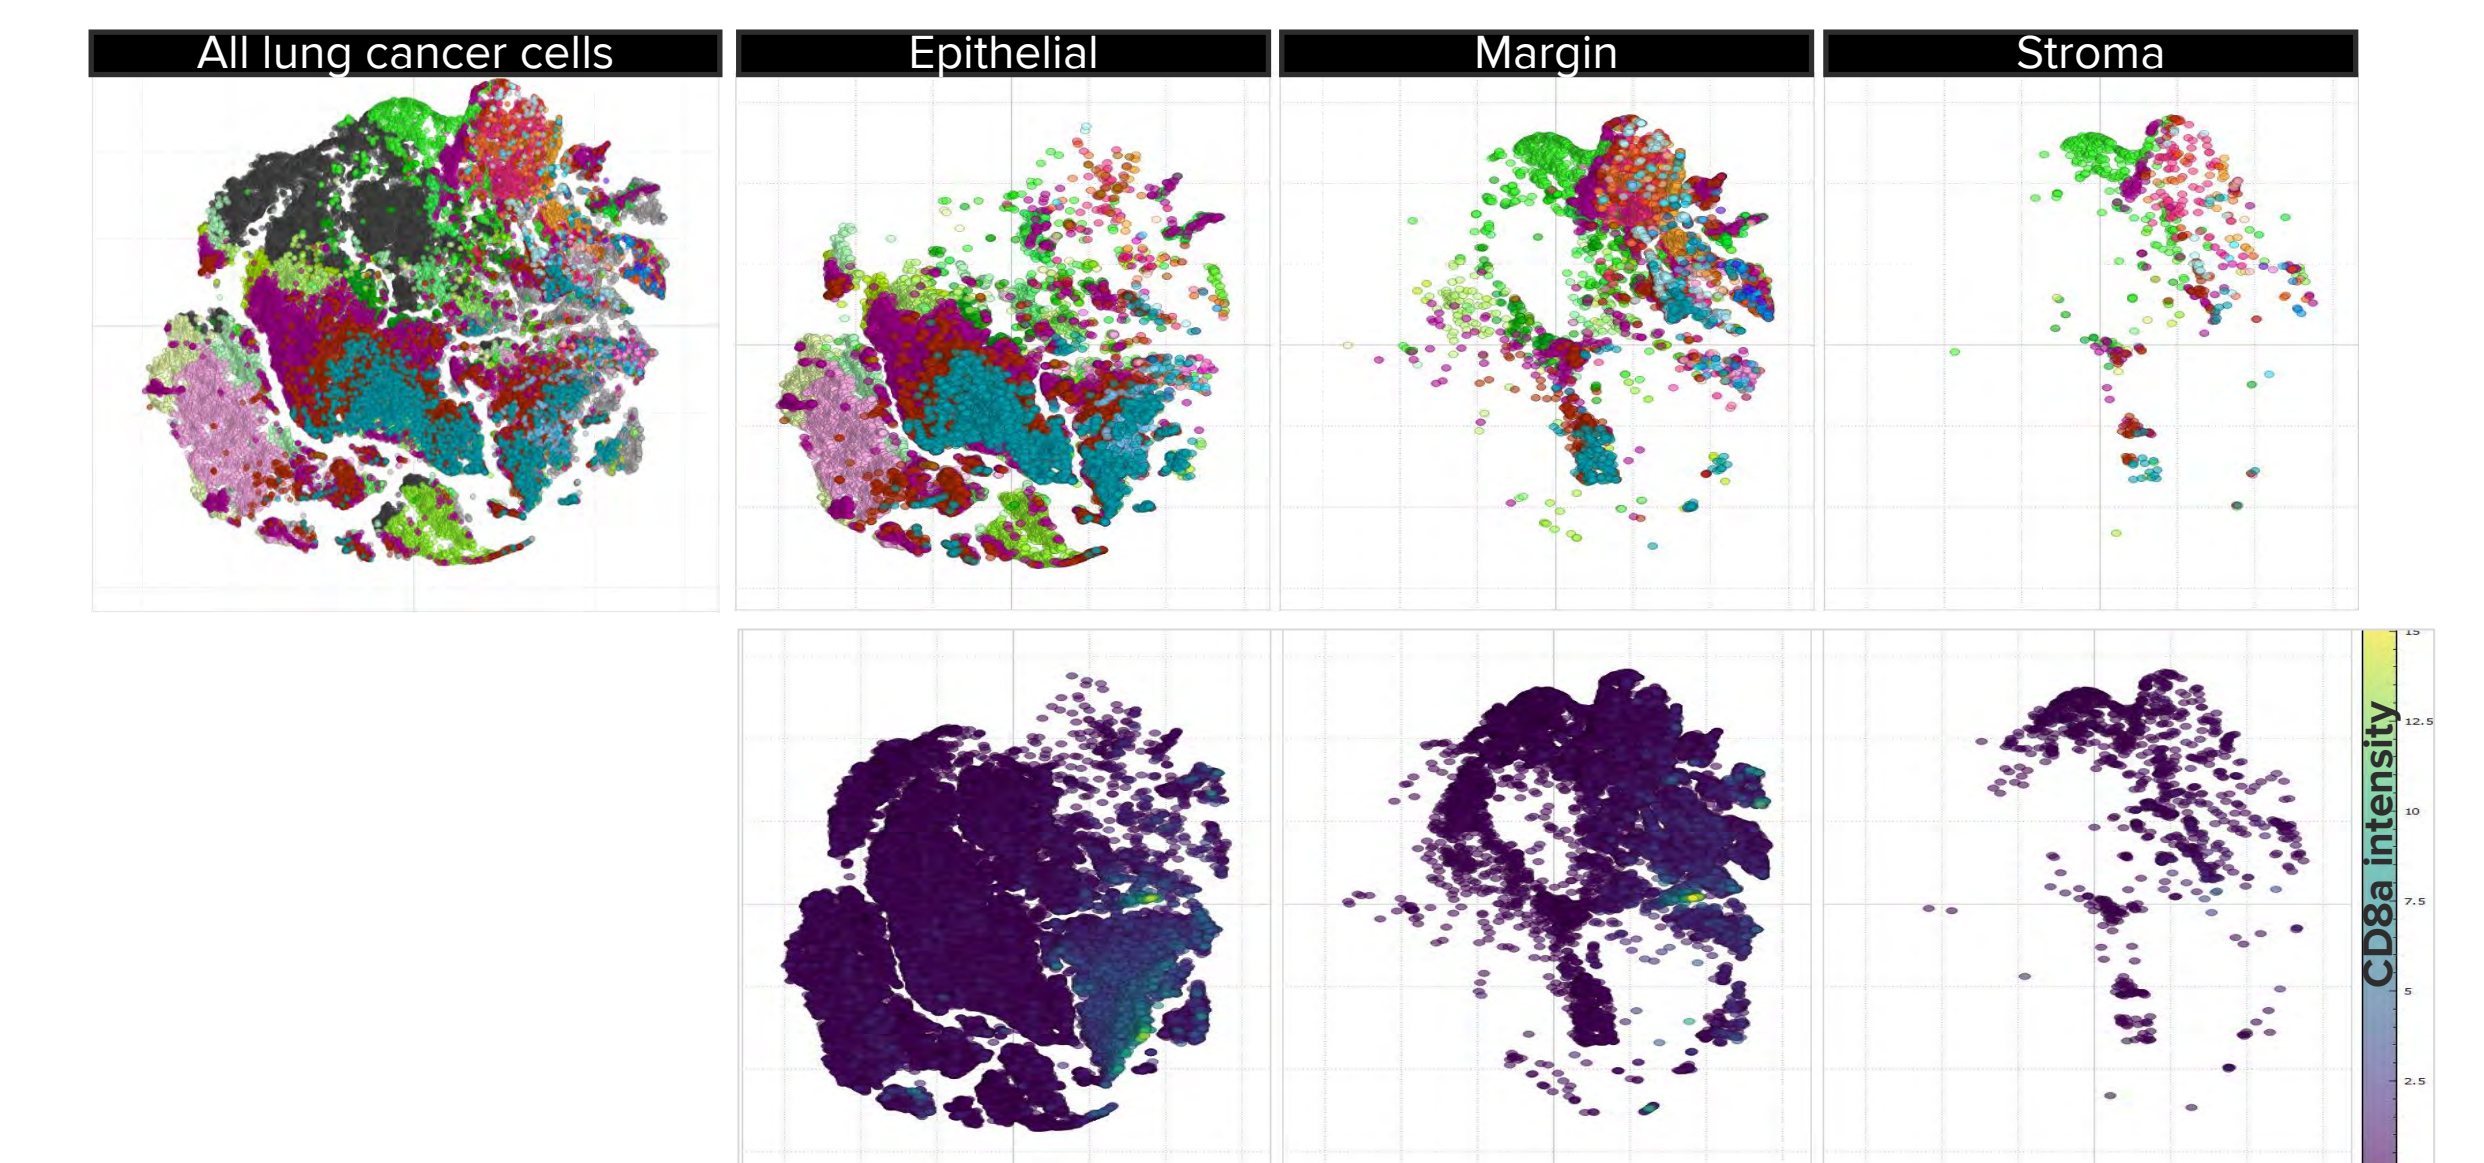 All lung cancer cells
Epithelial
Margin
Stroma
15
12.5
10
7.5
5
2.5
CD8a intensity